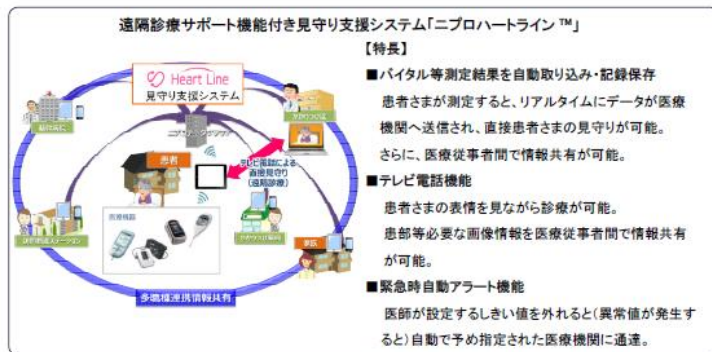 遠隔診療サポート機能付き見守り支援システム「ニプロハートライン ™」
【特長】
■バイタル等測定結果を自動取り込み・記録保存
患者さまが測定すると、リアルタイムにデータが医療
機関へ送信され、直接患者さまの見守りが可能。
さらに、医療従事者間で情報共有が可能。
■テレビ電話機能
患者さまの表情を見ながら診療が可能。
患部等必要な画像情報を医療従事者間で情報共有
が可能。
■緊急時自動アラート機能
医師が設定するしきい値を外れると(異常値が発生す
ると)自動で予め指定された医療機関に通達。
Heart Line
見守り支援システム
患者
テレビ電話による
直接見守り
(遠隔診療)
医療機器
家族
多職種連携情報共有